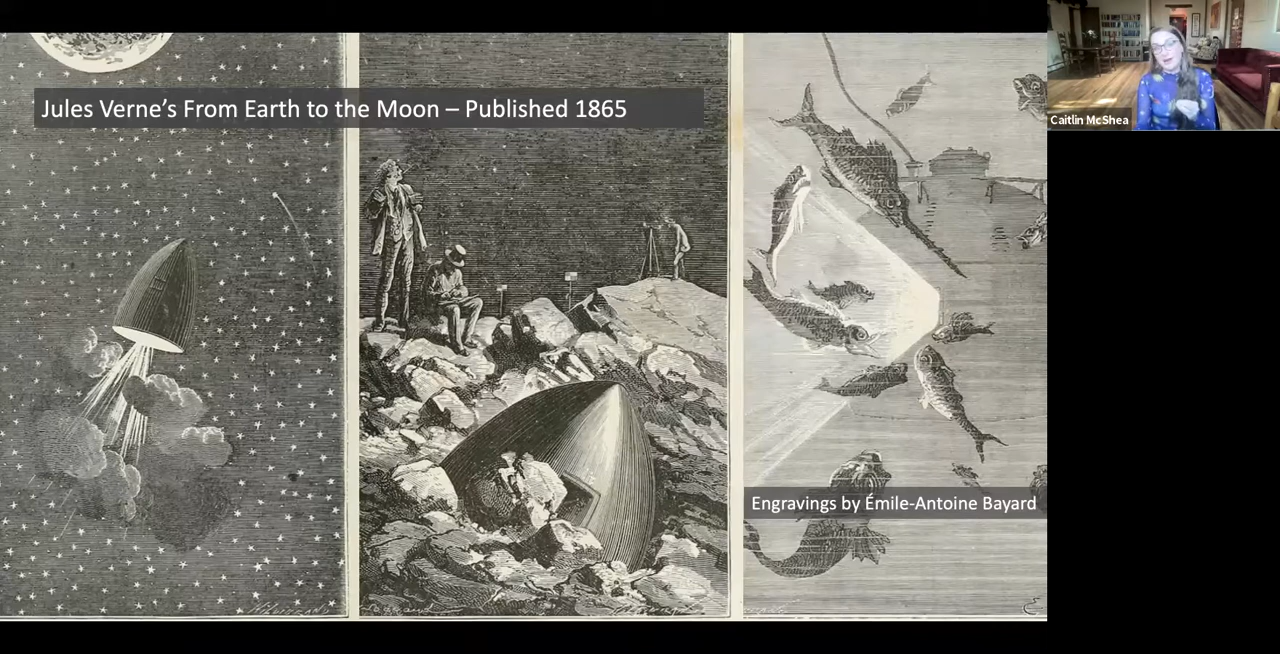 Jules Verne's From Earth to the Moon – Published 1865
Caitlin McShea
Engravings by Émile-Antoine Bayard